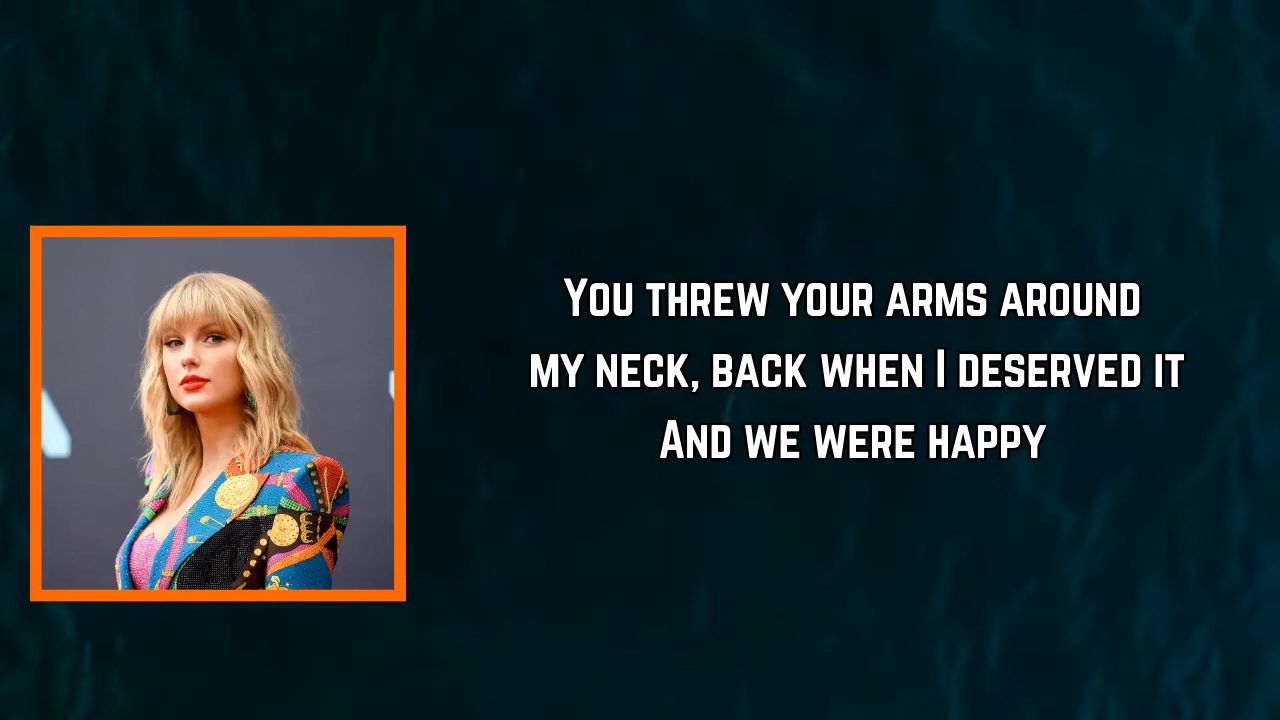 You threw your arms around
my neck, back when I deserved it
And we were happy